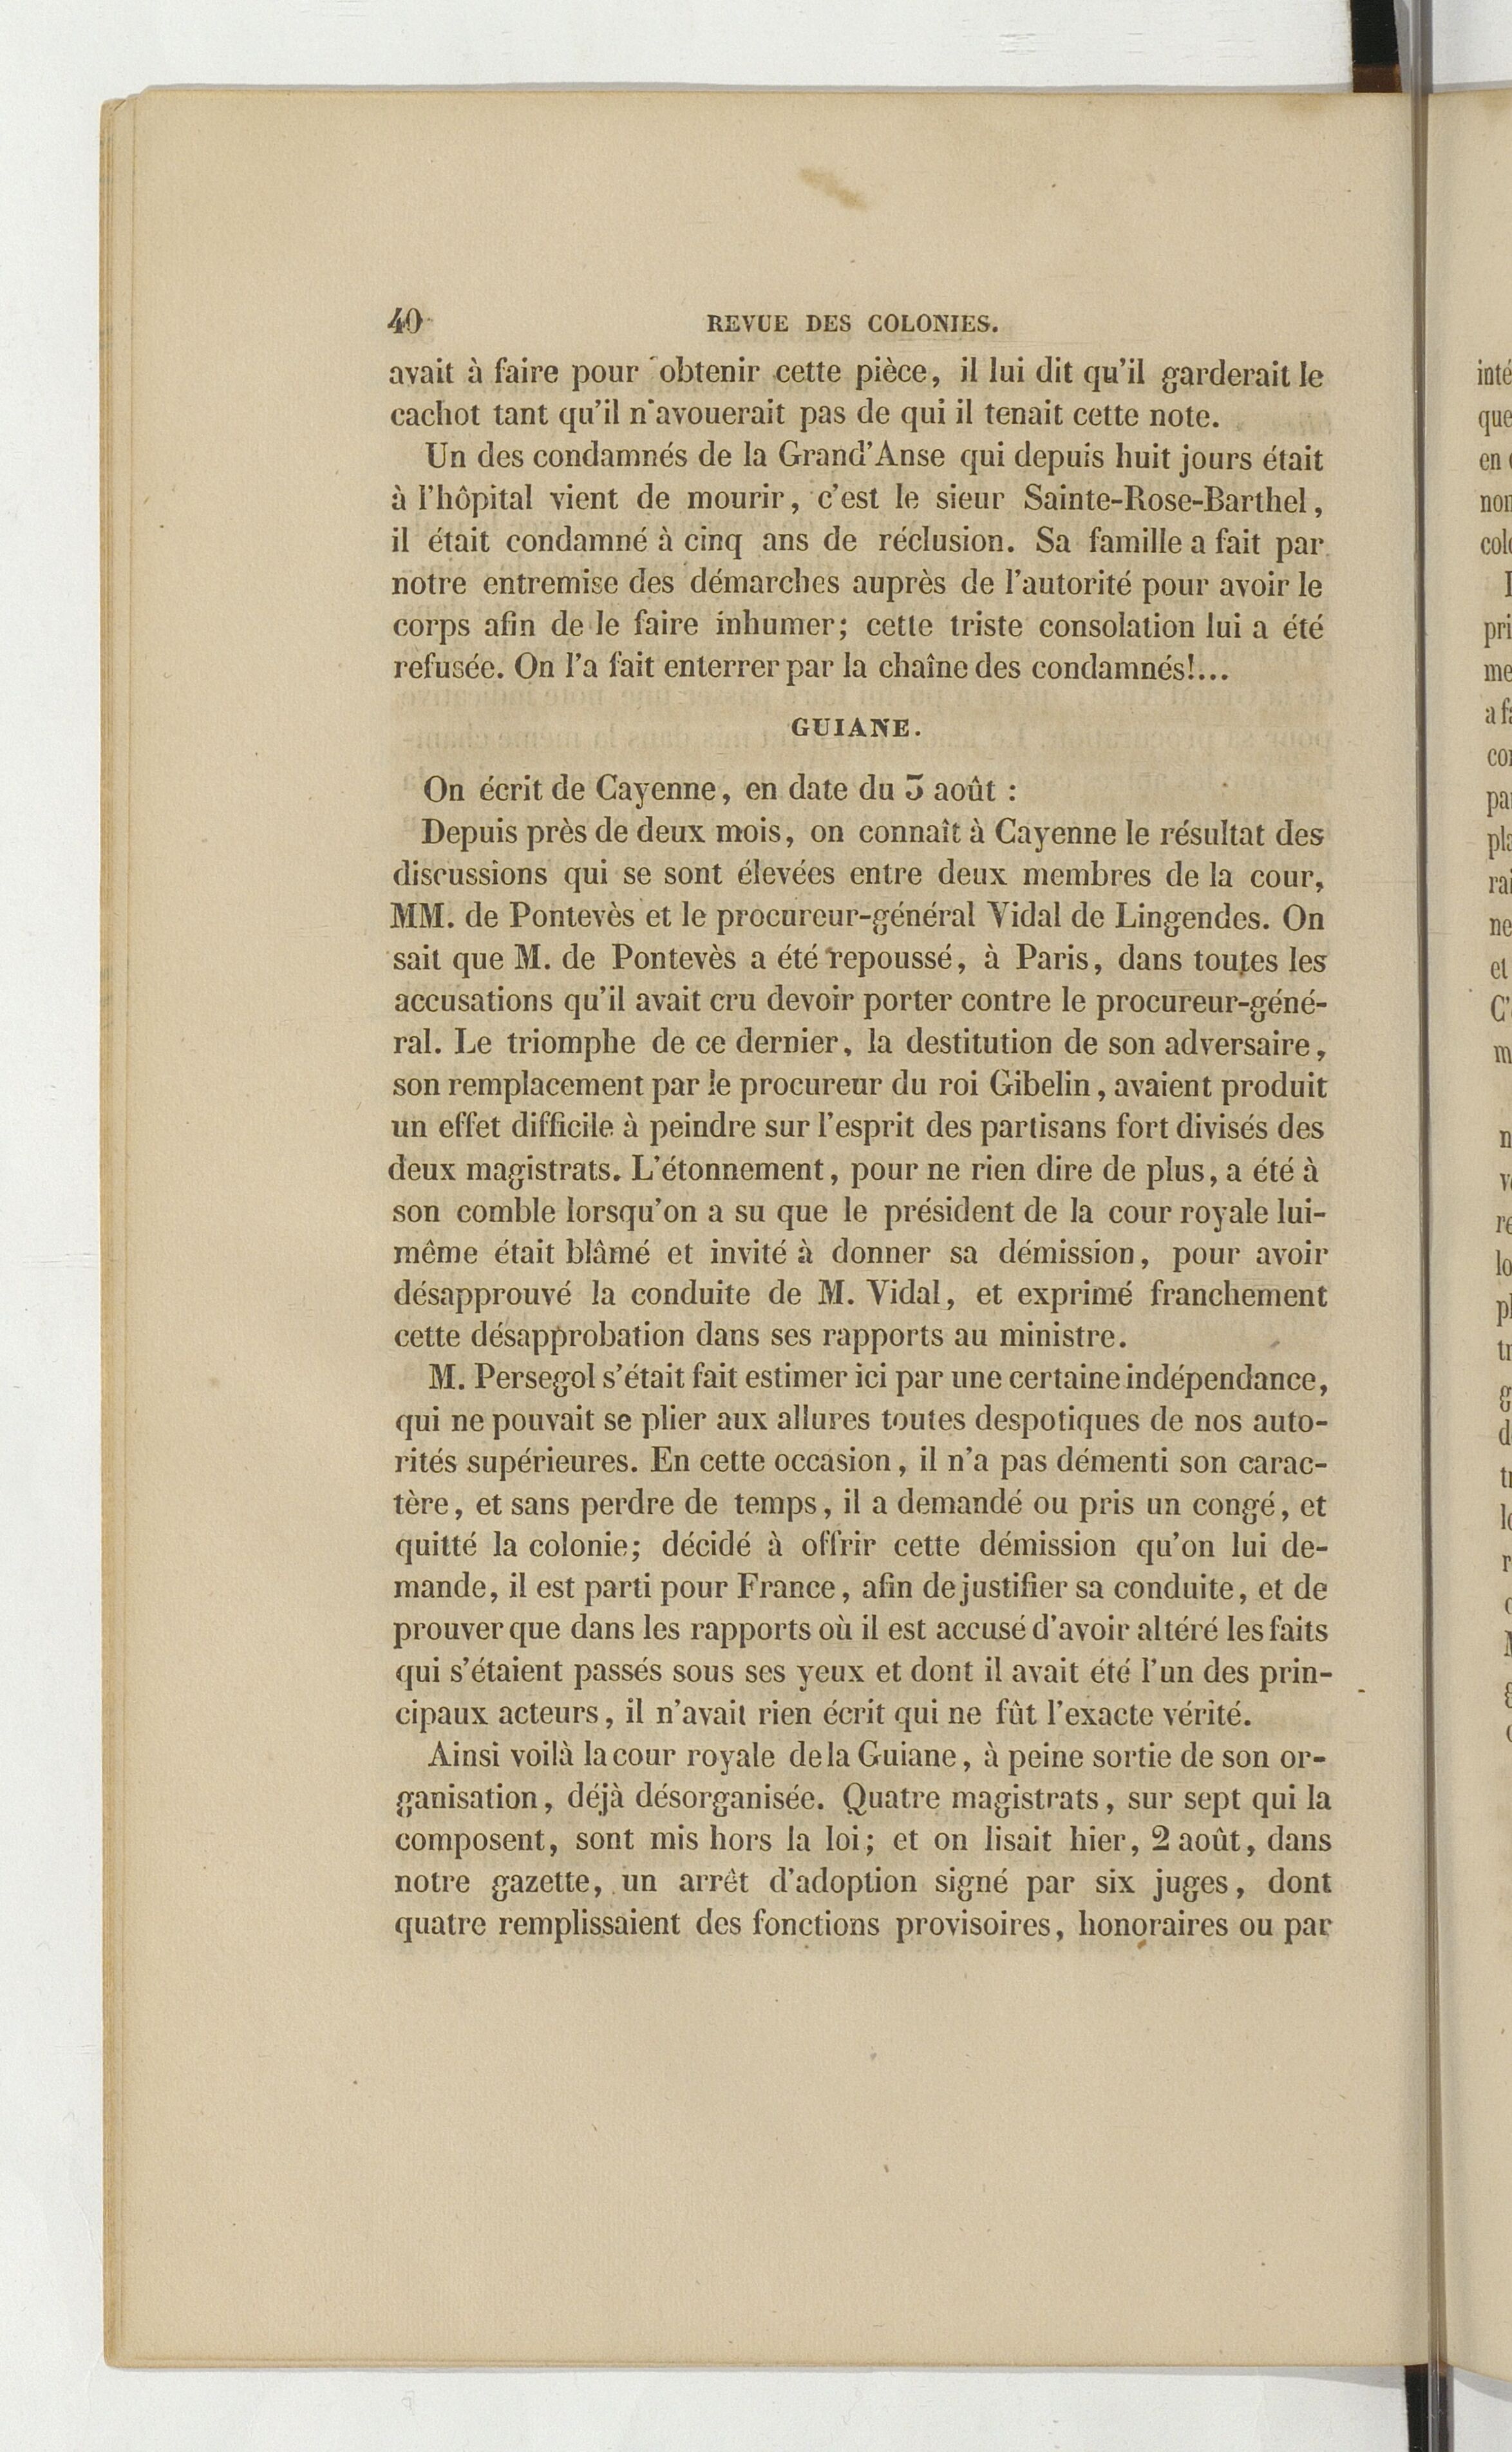 40 REVUE DES COLONIES.
avait à faire pour obtenir cette pièce, il lui dit qu'il garderait le
cachot tant qu'il n'avouerait pas de qui il tenait cette note.
Un des condamnés de la Grand'Anse qui depuis huit jours était
à l'hôpital vient de mourir, c'est le sieur Sainte-Rose-Barthel,
il était condamné à cinq ans de réclusion. Sa famille a fait par
notre entremise des démarches auprès de l'autorité pour avoir le
corps afin de le faire inhumer; cette triste consolation lui a été
refusée. On l'a fait enterrer par la chaîne des condamnés!...
GUIANE.
On écrit de Cayenne, en date du 3 août :
Depuis près de deux mois, on connaît à Cayenne le résultat des
discussions qui se sont élevées entre deux membres de la cour,
MM. de Pontevès et le procureur-général Vidal de Lingendes. On
sait que M. de Pontevès a été repoussé, à Paris, dans toutes les
accusations qu'il avait cru devoir porter contre le procureur-géné-
ral. Le triomphe de ce dernier, la destitution de son adversaire,
son remplacement par le procureur du roi Gibelin, avaient produit
un effet difficile à peindre sur l'esprit des partisans fort divisés des
deux magistrats. L'étonnement, pour ne rien dire de plus, a été à
son comble lorsqu'on a su que le président de la cour royale lui-
même était blâmé et invité à donner sa démission, pour avoir
désapprouvé la conduite de M. Vidal, et exprimé franchement
cette désapprobation dans ses rapports au ministre.
M. Persegol s'était fait estimer ici par une certaine indépendance,
qui ne pouvait se plier aux allures toutes despotiques de nos auto-
rités supérieures. En cette occasion, il n'a pas démenti son carac-
tère, et sans perdre de temps, il a demandé ou pris un congé, et
quitté la colonie; décidé à offrir cette démission qu'on lui de-
mande, il est parti pour France, afin de justifier sa conduite, et de
prouver que dans les rapports où il est accusé d'avoir altéré les faits
qui s'étaient passés sous ses yeux et dont il avait été l'un des prin-
cipaux acteurs, il n'avait rien écrit qui ne fût l'exacte vérité.
Ainsi voilà la cour royale de la Guiane, à peine sortie de son or-
ganisation, déjà désorganisée. Quatre magistrats, sur sept qui la
composent, sont mis hors la loi; et on lisait hier, 2 août, dans
notre gazette, un arrêt d'adoption signé par six juges, dont
quatre remplissaient des fonctions provisoires, honoraires ou par